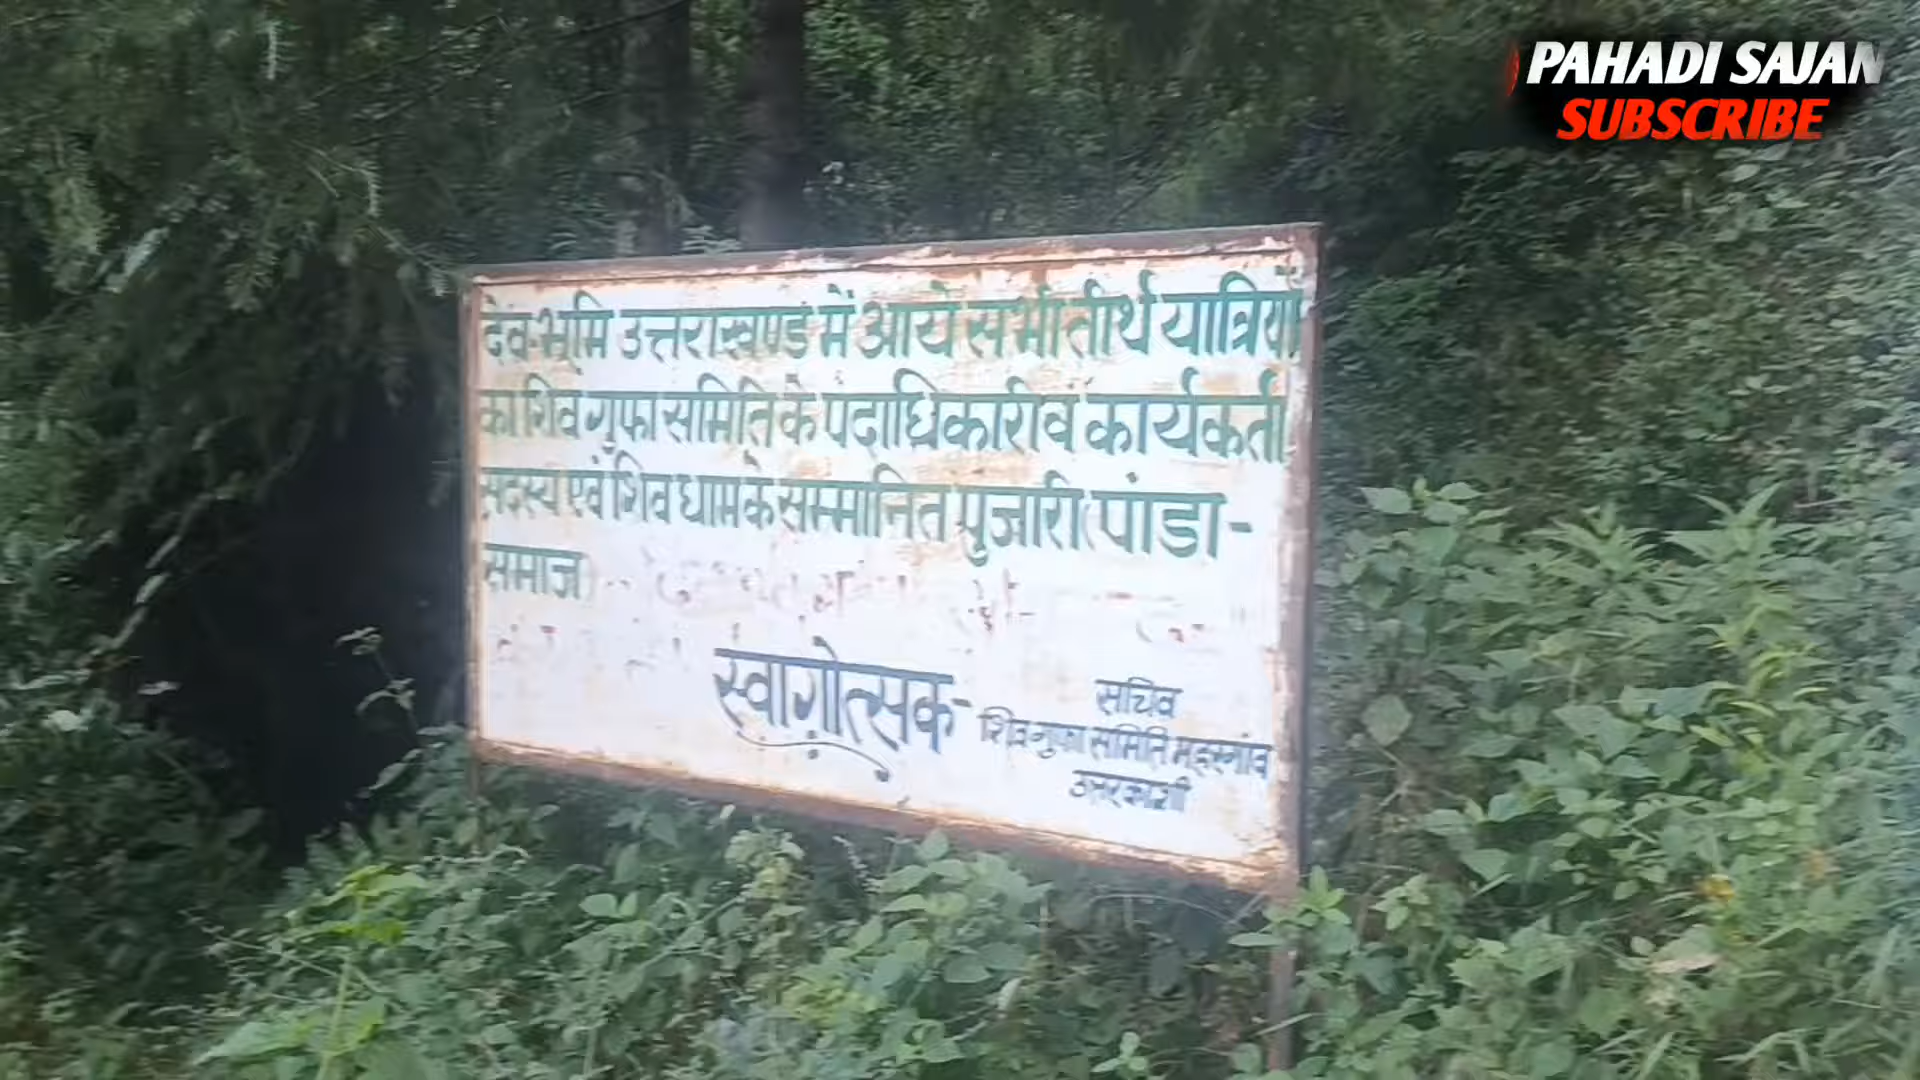 PAHADI SAJAN
SUBSCRIBE
देव-भूमि उत्तराखण्ड में आये सभी तीर्थ यात्रियों
का शिव गुफा समिति के पदाधिकारी वं कार्यकर्ता
सदस्य एवं शिव धाम के सम्मानित पुजारी पांडा-
समाज
स्वागोत्सक-
सचिव
शिव गुफा समिति
उत्तरकाशी